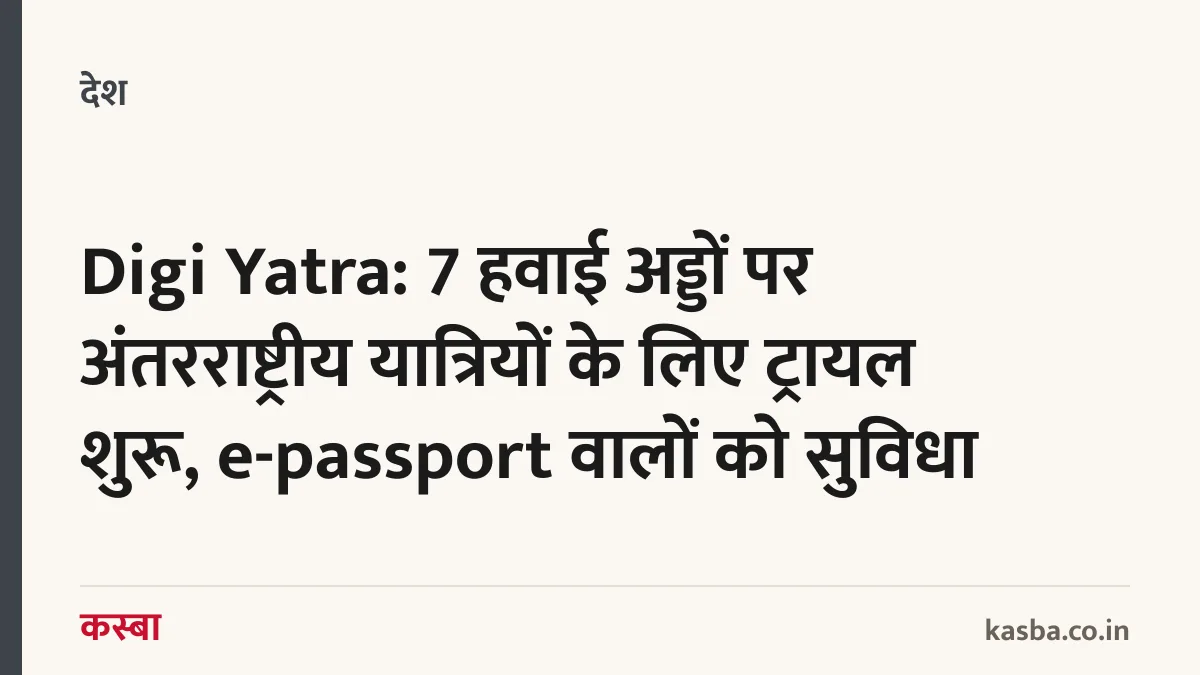 देश
Digi Yatra: 7 हवाई अड्डों पर
अंतरराष्ट्रीय यात्रियों के लिए ट्रायल
शुरू, e-passport वालों को सुविधा
कस्बा
kasba.co.in